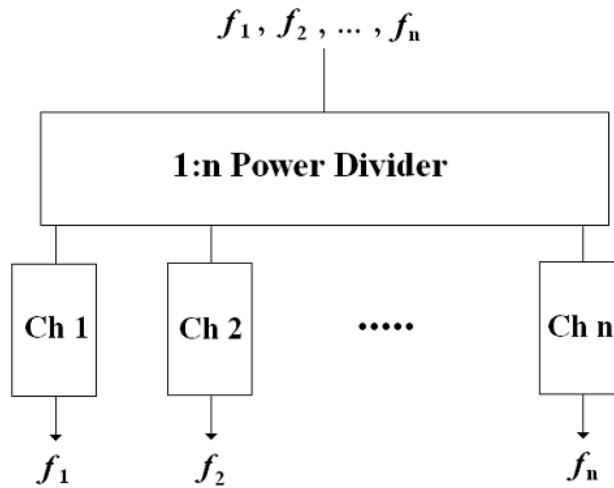 f1 , f2 , ... , fn
1:n Power Divider
Ch 1 Ch 2 ..... Ch n
f1 f2 fn